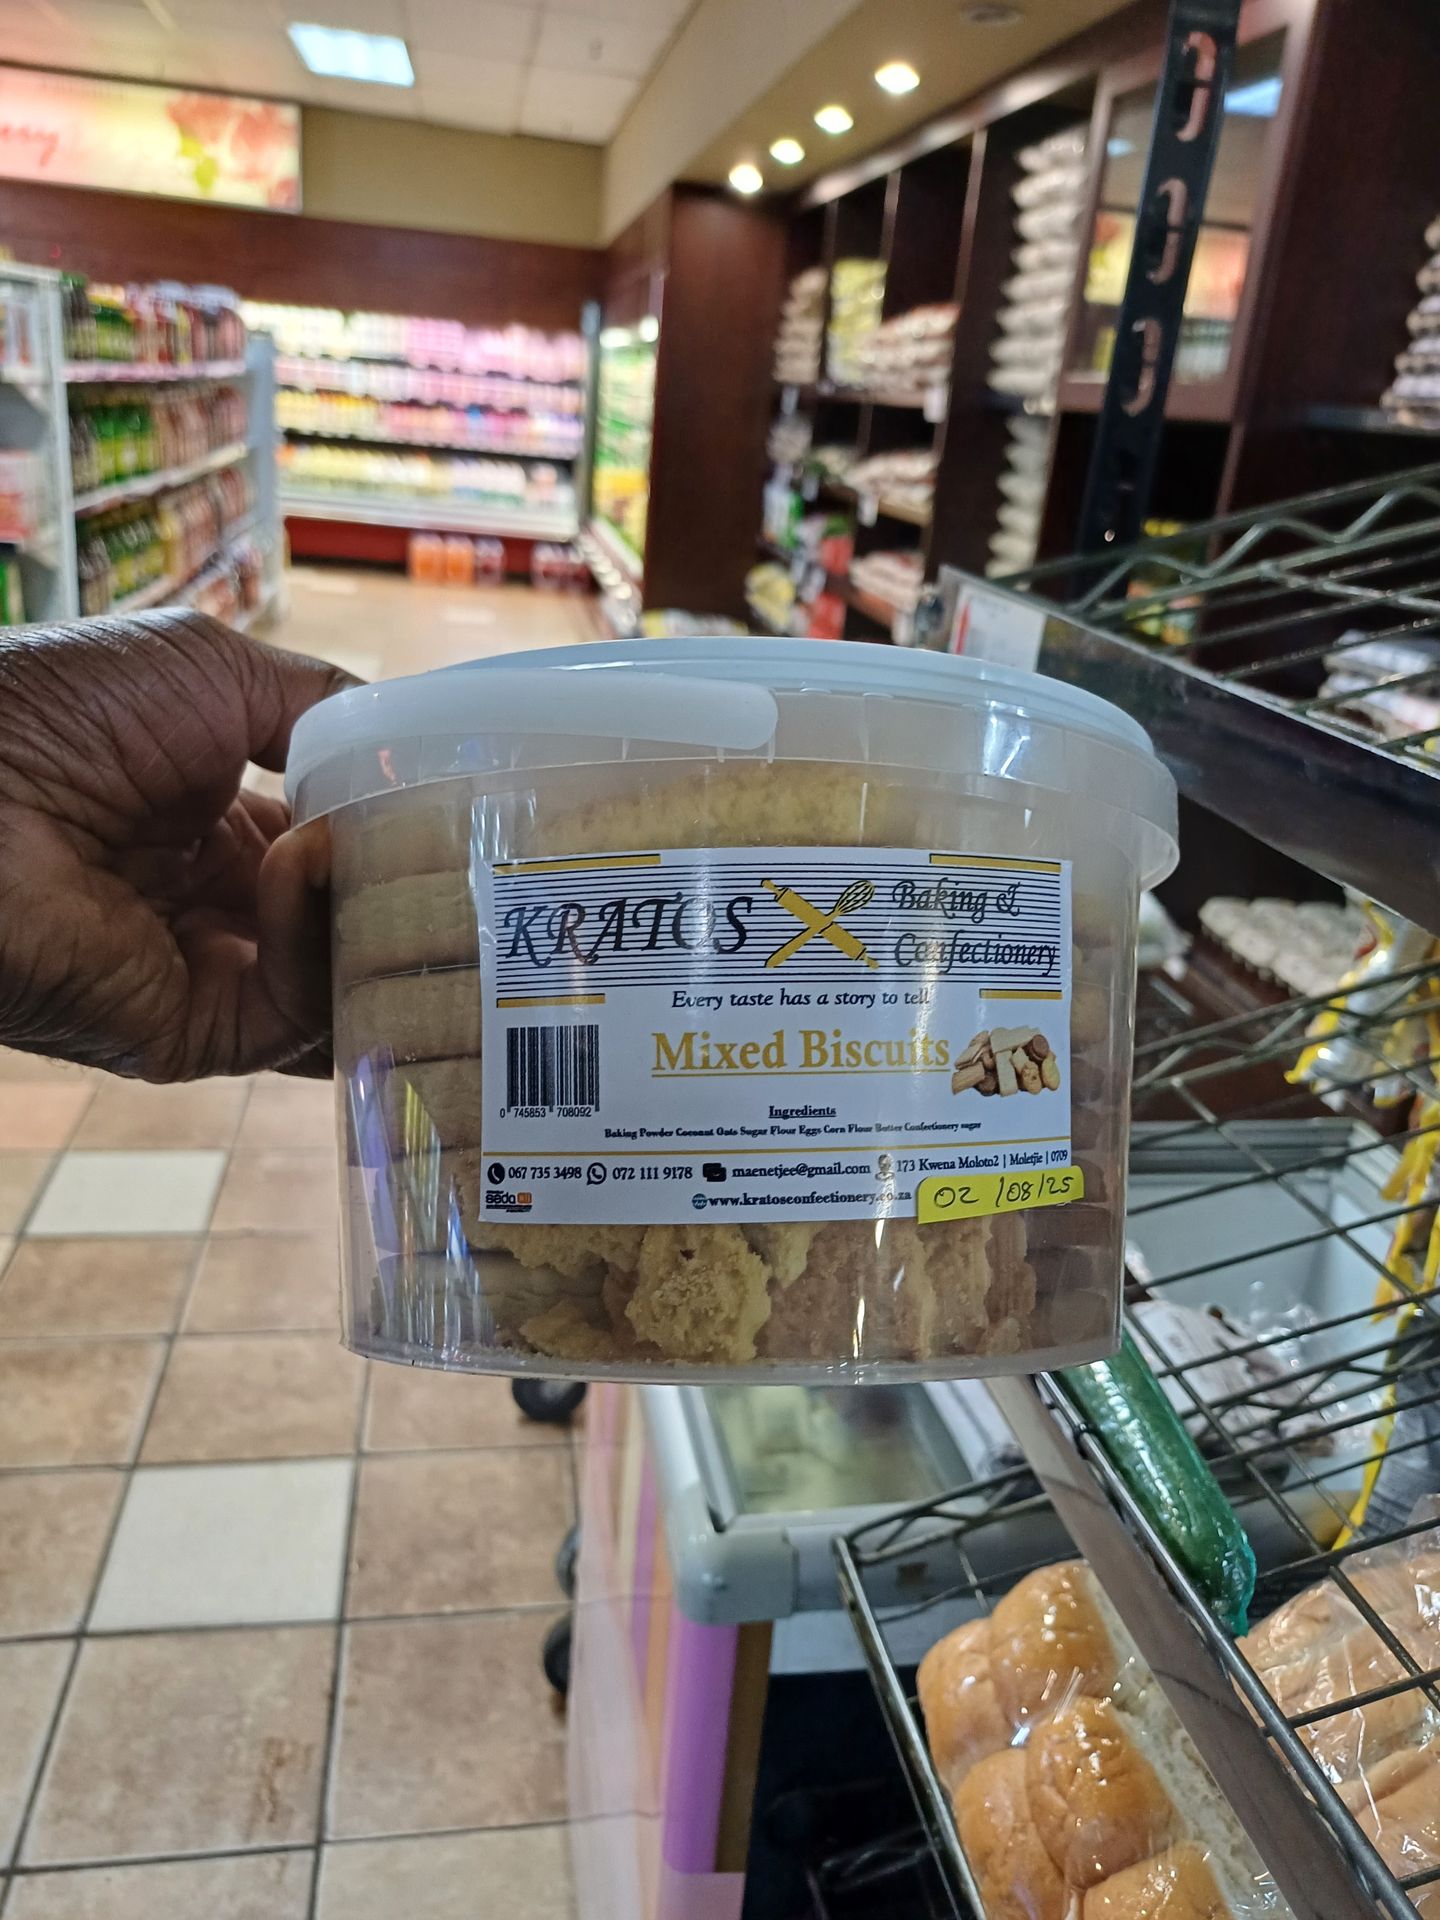 KRATOS Baking &
Confectionery
Every taste has a story to tell
Mixed Biscuits
0 745853 708092
Ingredients
Baking Powder Coconut Oats Sugar Flour Eggs Corn Flour Butter Confectionery sugar
067 735 3498 072 111 9178 maenetjee@gmail.com 173 Kwena Moloto2 | Moletjie | 0709
seda
www.kratosconfectionery.co.za
02 /08/25